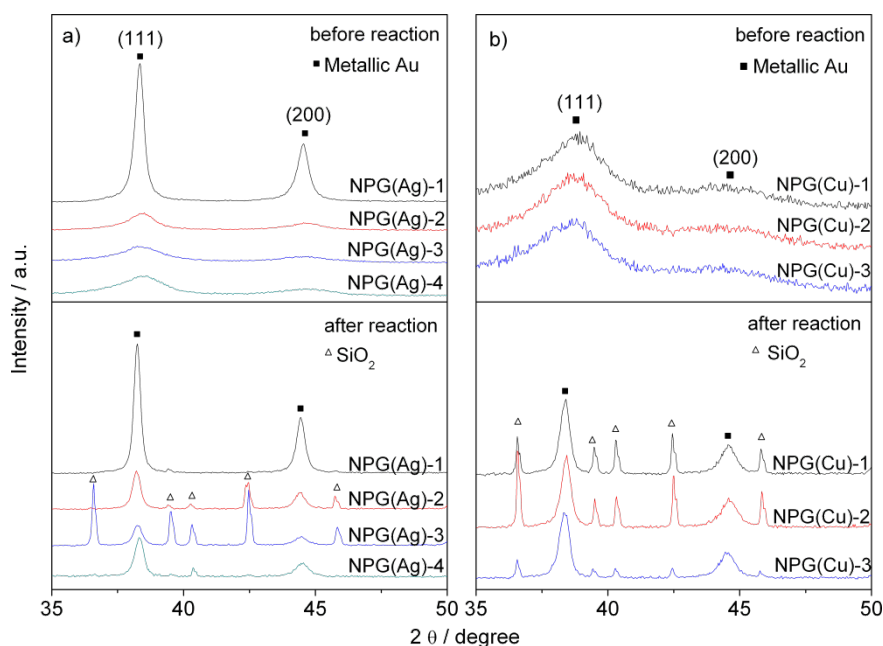 a)
(111)
before reaction
■ Metallic Au
(200)
NPG(Ag)-1
NPG(Ag)-2
NPG(Ag)-3
NPG(Ag)-4
after reaction
△ SiO₂
NPG(Ag)-1
NPG(Ag)-2
NPG(Ag)-3
NPG(Ag)-4
35 40 45 50
b)
before reaction
■ Metallic Au
(111)
(200)
NPG(Cu)-1
NPG(Cu)-2
NPG(Cu)-3
after reaction
△ SiO₂
NPG(Cu)-1
NPG(Cu)-2
NPG(Cu)-3
35 40 45 50
Intensity / a.u.
2 θ / degree